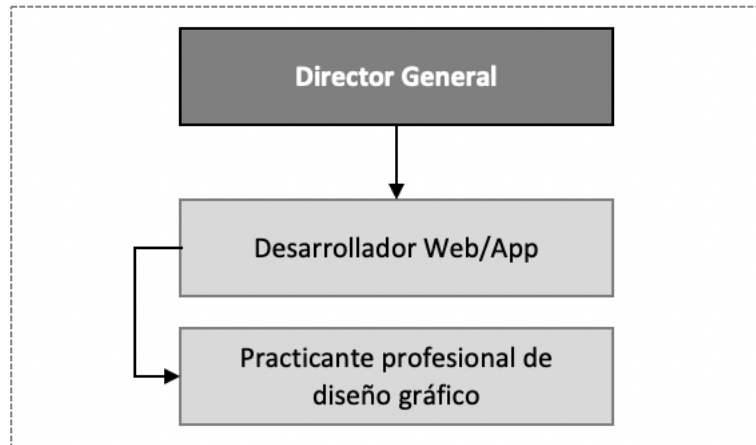 Director General
Desarrollador Web/App
Practicante profesional de
diseño gráfico